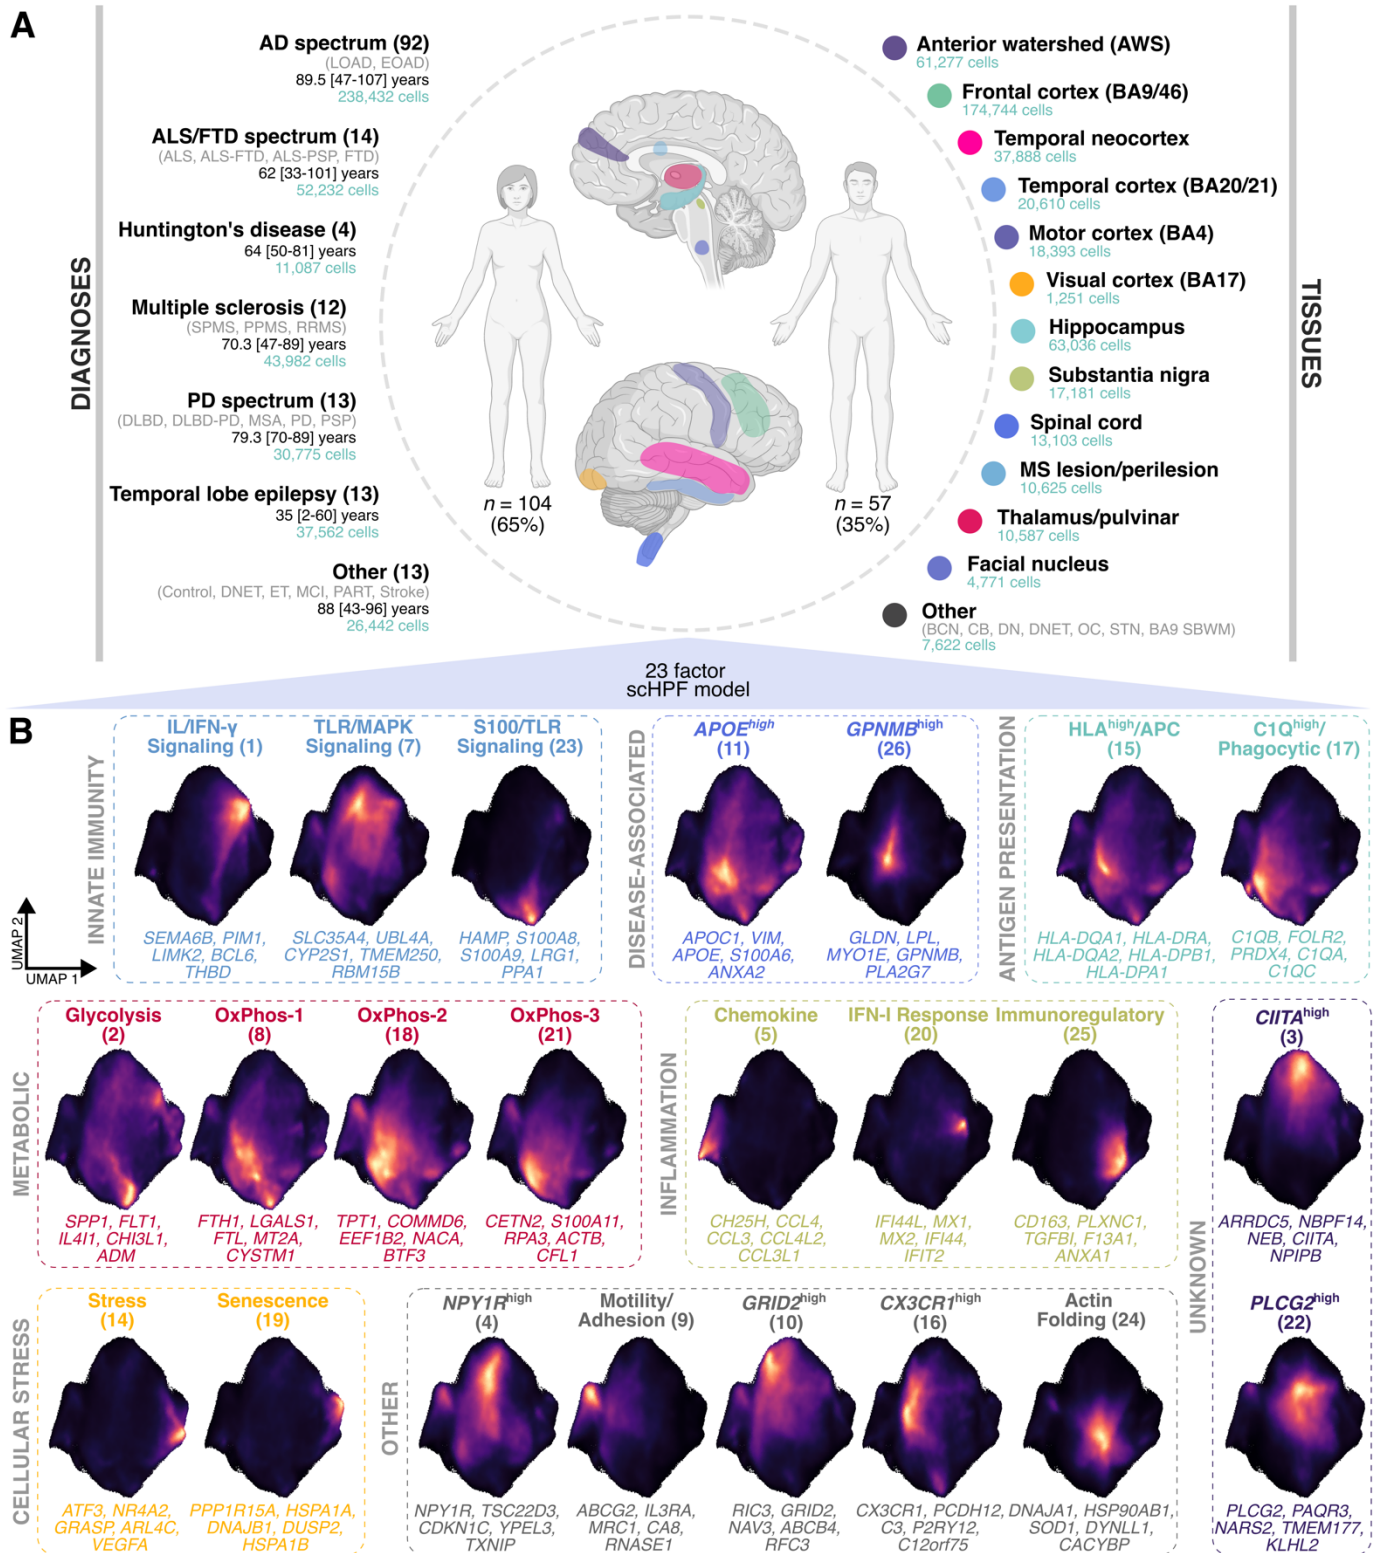 A
DIAGNOSES
AD spectrum (92)
(LOAD, EOAD)
89.5 [47-107] years
238,432 cells
ALS/FTD spectrum (14)
(ALS, ALS-FTD, ALS-PSP, FTD)
62 [33-101] years
52,232 cells
Huntington's disease (4)
64 [50-81] years
11,087 cells
Multiple sclerosis (12)
(SPMS, PPMS, RRMS)
70.3 [47-89] years
43,982 cells
PD spectrum (13)
(DLBD, DLBD-PD, MSA, PD, PSP)
79.3 [70-89] years
30,775 cells
Temporal lobe epilepsy (13)
35 [2-60] years
37,562 cells
Other (13)
(Control, DNET, ET, MCI, PART, Stroke)
88 [43-96] years
26,442 cells
n = 104
(65%)
n = 57
(35%)
TISSUES
Anterior watershed (AWS)
61,277 cells
Frontal cortex (BA9/46)
174,744 cells
Temporal neocortex
37,888 cells
Temporal cortex (BA20/21)
20,610 cells
Motor cortex (BA4)
18,393 cells
Visual cortex (BA17)
1,251 cells
Hippocampus
63,036 cells
Substantia nigra
17,181 cells
Spinal cord
13,103 cells
MS lesion/perilesion
10,625 cells
Thalamus/pulvinar
10,587 cells
Facial nucleus
4,771 cells
Other
(BCN, CB, DN, DNET, OC, STN, BA9 SBWM)
7,622 cells
23 factor
scHPF model
B
UMAP 2
UMAP 1
INNATE IMMUNITY
IL/IFN-γ
Signaling (1)
SEMA6B, PIM1,
LIMK2, BCL6,
THBD
TLR/MAPK
Signaling (7)
SLC35A4, UBL4A,
CYP2S1, TMEM250,
RBM15B
S100/TLR
Signaling (23)
HAMP, S100A8,
S100A9, LRG1,
PPA1
DISEASE-ASSOCIATED
APOEhigh
(11)
APOC1, VIM,
APOE, S100A6,
ANXA2
GPNMBhigh
(26)
GLDN, LPL,
MYO1E, GPNMB,
PLA2G7
ANTIGEN PRESENTATION
HLAhigh/APC
(15)
HLA-DQA1, HLA-DRA,
HLA-DQA2, HLA-DPB1,
HLA-DPA1
C1Qhigh/
Phagocytic (17)
C1QB, FOLR2,
PRDX4, C1QA,
C1QC
METABOLIC
Glycolysis
(2)
SPP1, FLT1,
IL4I1, CHI3L1,
ADM
OxPhos-1
(8)
FTH1, LGALS1,
FTL, MT2A,
CYSTM1
OxPhos-2
(18)
TPT1, COMMD6,
EEF1B2, NACA,
BTF3
OxPhos-3
(21)
CETN2, S100A11,
RPA3, ACTB,
CFL1
INFLAMMATION
Chemokine
(5)
CH25H, CCL4,
CCL3, CCL4L2,
CCL3L1
IFN-I Response
(20)
IFI44L, MX1,
MX2, IFI44,
IFIT2
Immunoregulatory
(25)
CD163, PLXNC1,
TGFBI, F13A1,
ANXA1
UNKNOWN
CIITAhigh
(3)
ARRDC5, NBPF14,
NEB, CIITA,
NPIPB
PLCG2high
(22)
PLCG2, PAQR3,
NARS2, TMEM177,
KLHL2
CELLULAR STRESS
Stress
(14)
ATF3, NR4A2,
GRASP, ARL4C,
VEGFA
Senescence
(19)
PPP1R15A, HSPA1A,
DNAJB1, DUSP2,
HSPA1B
OTHER
NPY1Rhigh
(4)
NPY1R, TSC22D3,
CDKN1C, YPEL3,
TXNIP
Motility/
Adhesion (9)
ABCG2, IL3RA,
MRC1, CA8,
RNASE1
GRID2high
(10)
RIC3, GRID2,
NAV3, ABCB4,
RFC3
CX3CR1high
(16)
CX3CR1, PCDH12,
C3, P2RY12,
C12orf75
Actin
Folding (24)
DNAJA1, HSP90AB1,
SOD1, DYNLL1,
CACYBP